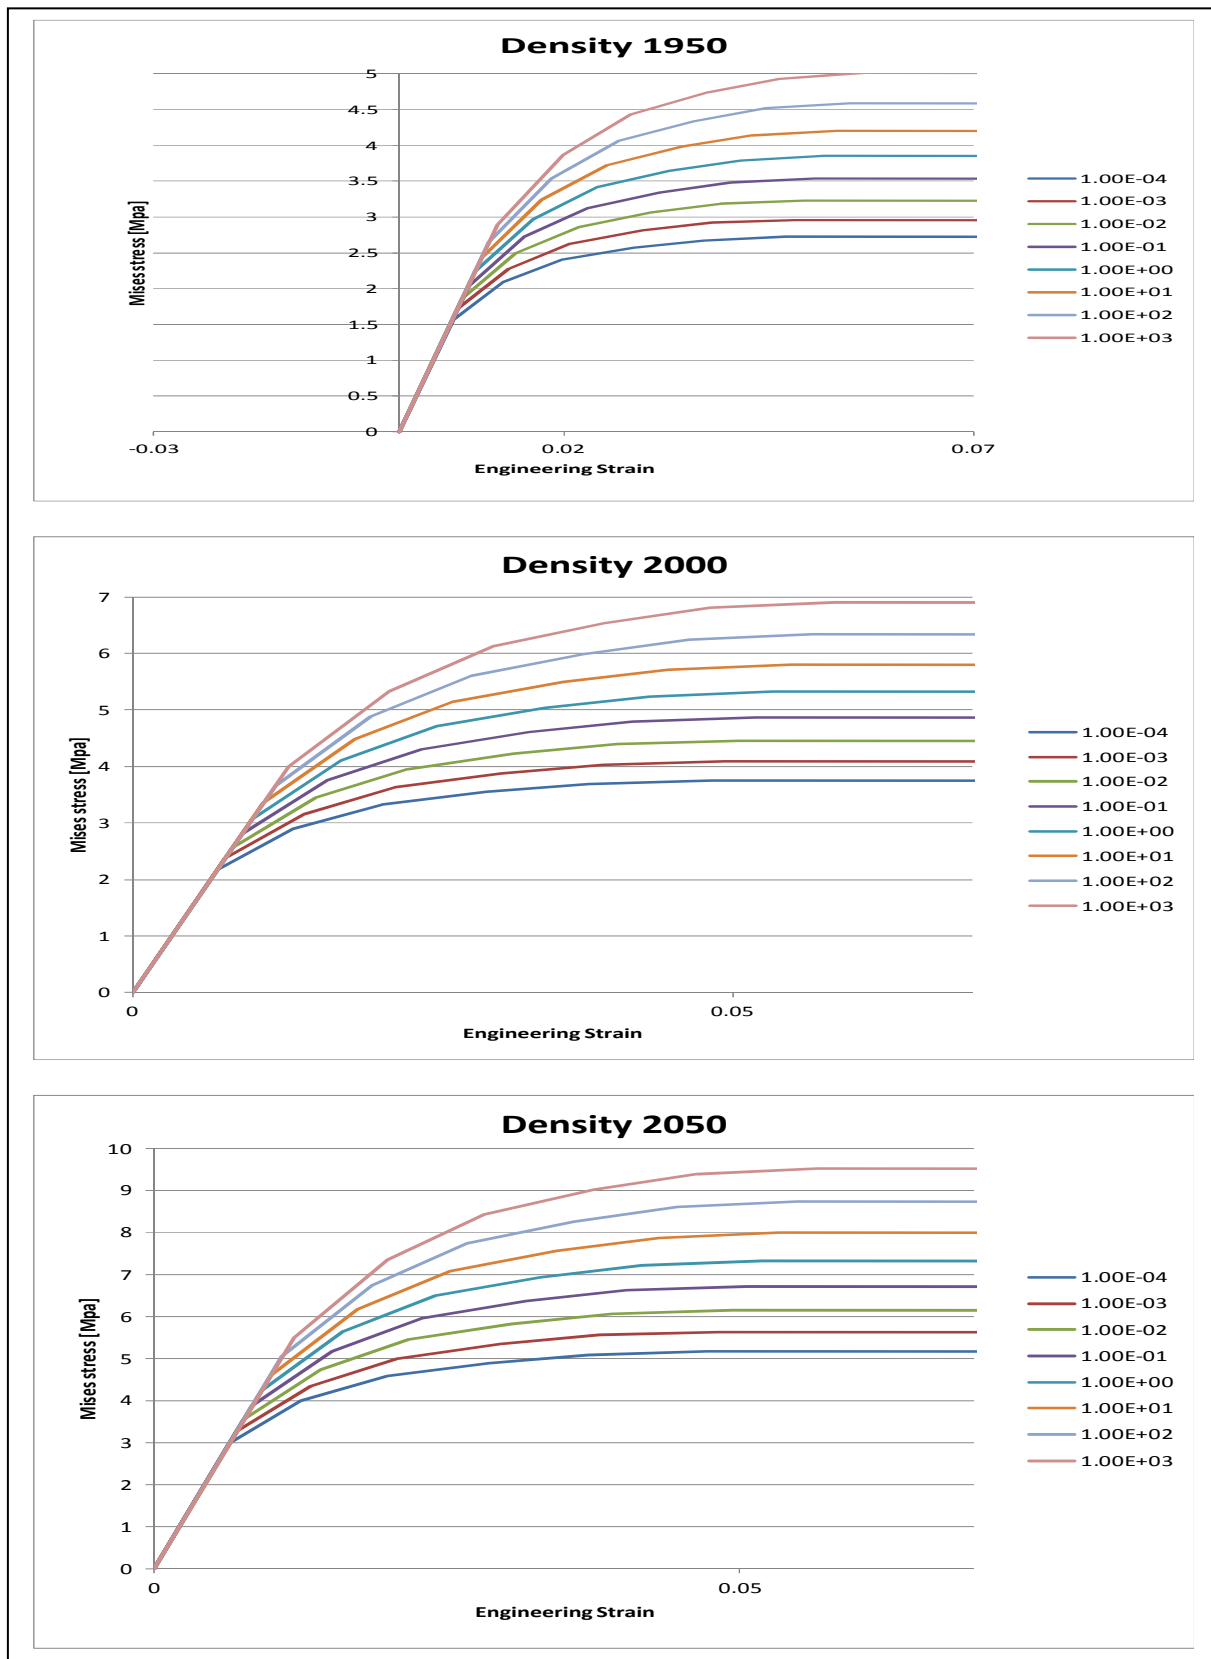 Density 1950
5
4.5
4
3.5
3
2.5
2
1.5
1
0.5
0
Mises stress [Mpa]
-0.03
0.02
0.07
Engineering Strain
1.00E-04
1.00E-03
1.00E-02
1.00E-01
1.00E+00
1.00E+01
1.00E+02
1.00E+03
Density 2000
7
6
5
4
3
2
1
0
Mises stress [Mpa]
0
0.05
Engineering Strain
1.00E-04
1.00E-03
1.00E-02
1.00E-01
1.00E+00
1.00E+01
1.00E+02
1.00E+03
Density 2050
10
9
8
7
6
5
4
3
2
1
0
Mises stress [Mpa]
0
0.05
Engineering Strain
1.00E-04
1.00E-03
1.00E-02
1.00E-01
1.00E+00
1.00E+01
1.00E+02
1.00E+03